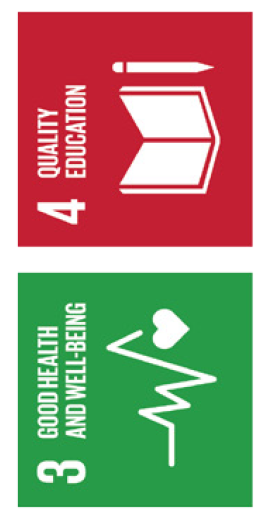 3 GOOD HEALTH
AND WELL-BEING
4 QUALITY
EDUCATION